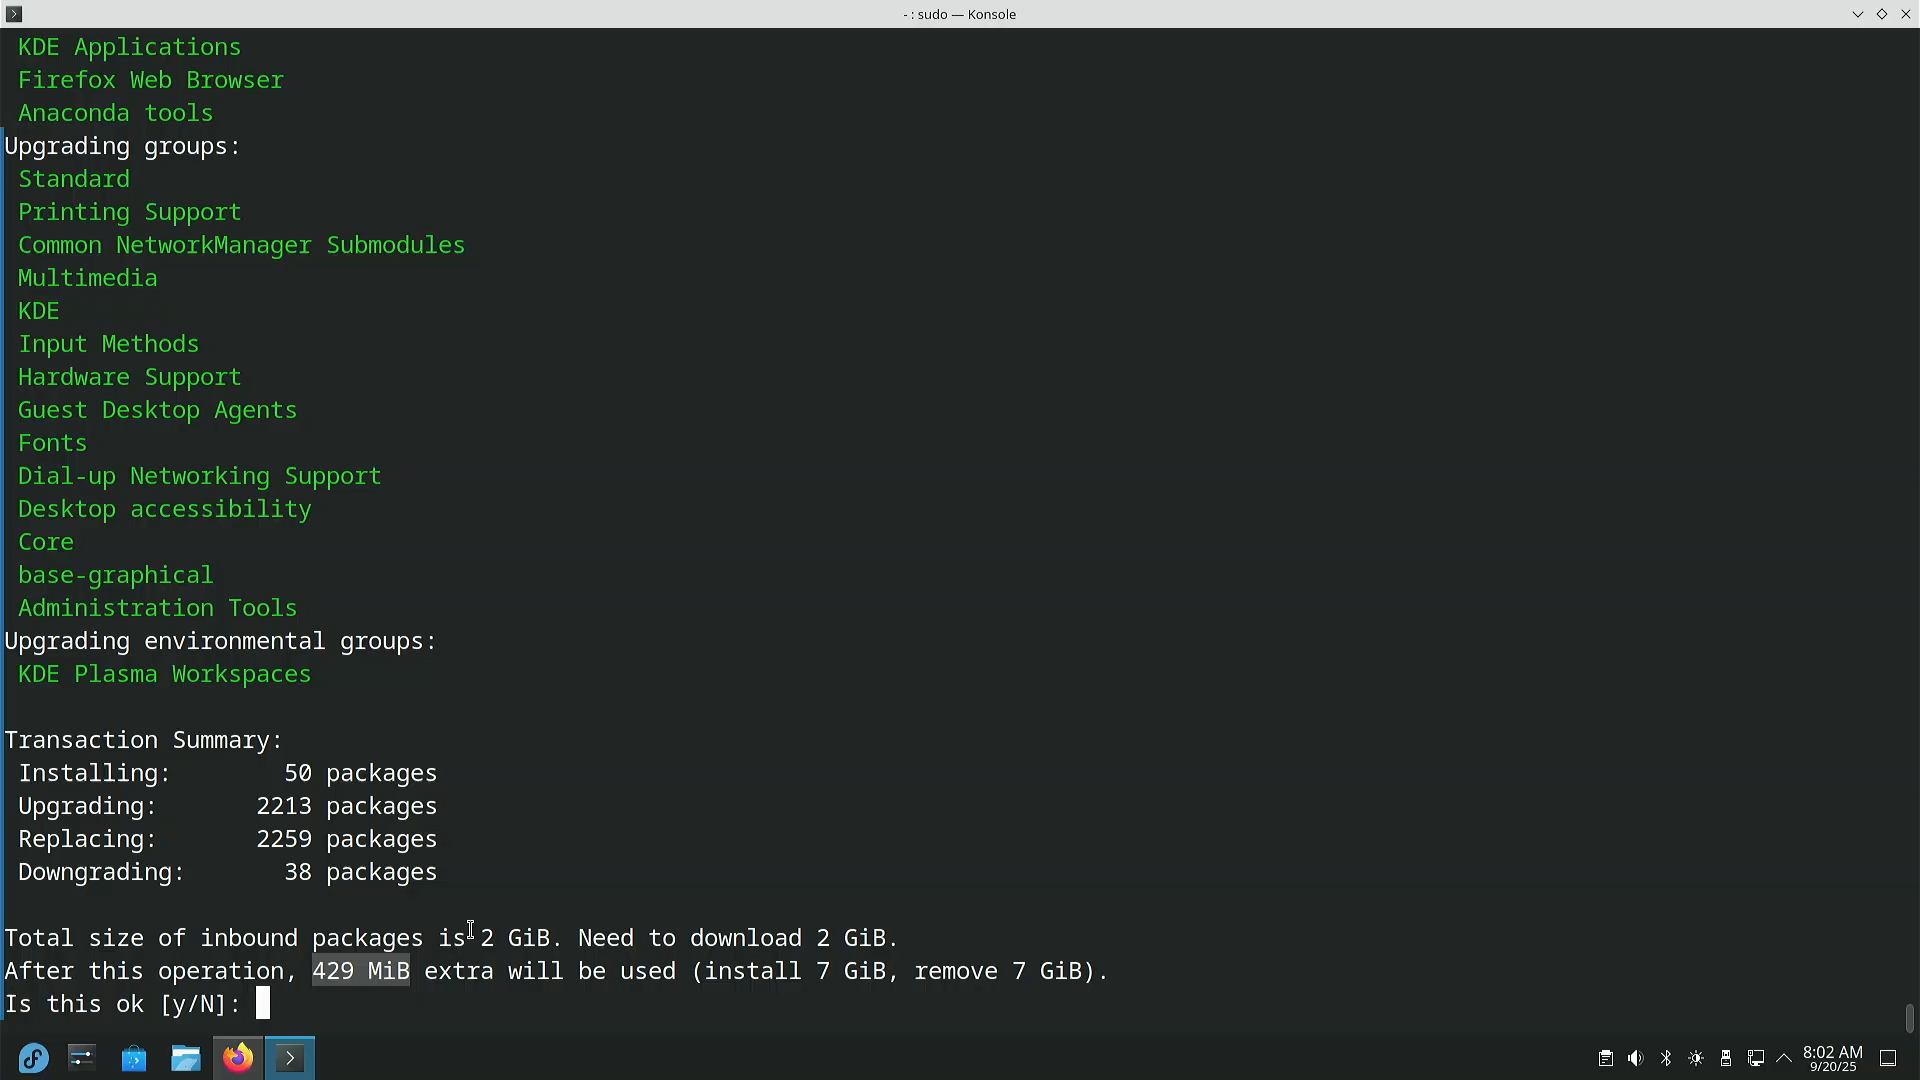 - : sudo — Konsole
KDE Applications
Firefox Web Browser
Anaconda tools
Upgrading groups:
Standard
Printing Support
Common NetworkManager Submodules
Multimedia
KDE
Input Methods
Hardware Support
Guest Desktop Agents
Fonts
Dial-up Networking Support
Desktop accessibility
Core
base-graphical
Administration Tools
Upgrading environmental groups:
KDE Plasma Workspaces
Transaction Summary:
Installing: 50 packages
Upgrading: 2213 packages
Replacing: 2259 packages
Downgrading: 38 packages
Total size of inbound packages is 2 GiB. Need to download 2 GiB.
After this operation, 429 MiB extra will be used (install 7 GiB, remove 7 GiB).
Is this ok [y/N]:
8:02 AM
9/20/25